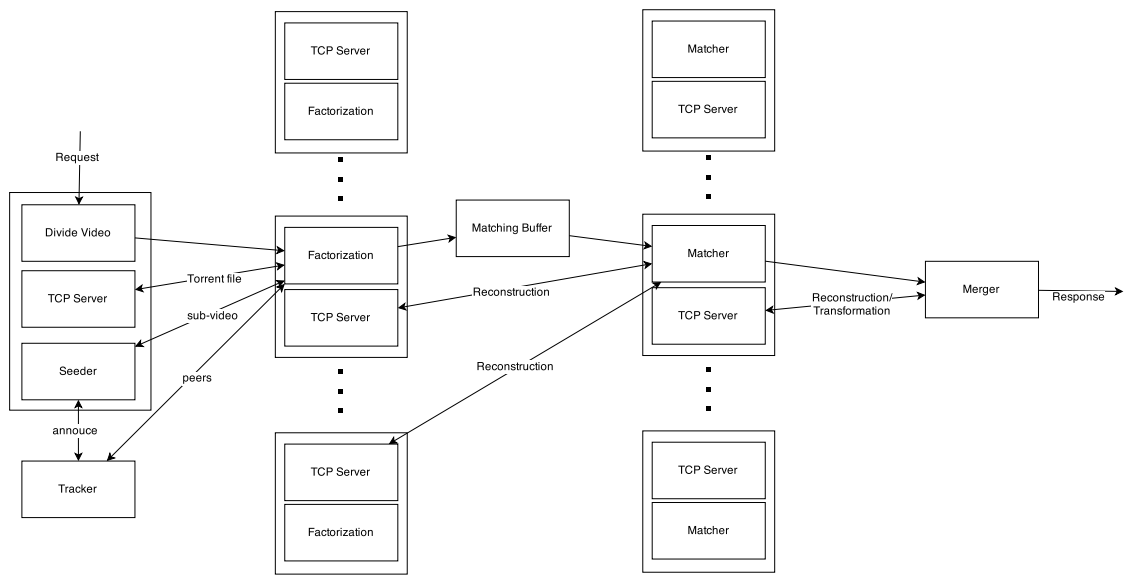 TCP Server
Factorization
Matcher
TCP Server
Request
Divide Video
TCP Server
Seeder
annouce
Tracker
Torrent file
sub-video
peers
Factorization
TCP Server
Matching Buffer
Reconstruction
Reconstruction
Matcher
TCP Server
Reconstruction/
Transformation
Merger
Response
TCP Server
Factorization
TCP Server
Matcher